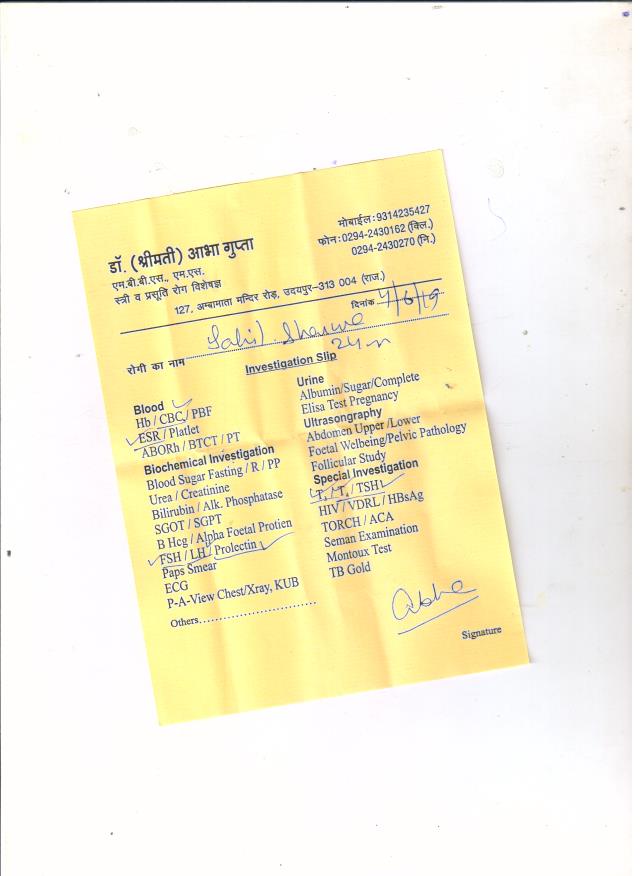 डॉ. (श्रीमती) आभा गुप्ता
एम.बी.बी.एस., एम.एस.
स्त्री व प्रसूति रोग विशेषज्ञ
मोबाईल : 9314235427
फोन : 0294-2430162 (क्लि.)
0294-2430270 (नि.)
127, अम्बामाता मन्दिर रोड़, उदयपुर-313 004 (राज.)
दिनांक 7/6/19
रोगी का नाम Sahil Sharma
Investigation Slip
Blood
Hb / CBC / PBF
ESR / Platlet
ABORh / BTCT / PT
Biochemical Investigation
Blood Sugar Fasting / R / PP
Urea / Creatinine
Bilirubin / Alk. Phosphatase
SGOT / SGPT
B Hcg / Alpha Foetal Protien
FSH / LH / Prolectin
Paps Smear
ECG
P-A-View Chest/Xray, KUB
Others..............................
Urine
Albumin/Sugar/Complete
Elisa Test Pregnancy
Ultrasongraphy
Abdomen Upper /Lower
Foetal Welbeing/Pelvic Pathology
Follicular Study
Special Investigation
T₃ /T₄ / TSH
HIV / VDRL / HBsAg
TORCH / ACA
Seman Examination
Montoux Test
TB Gold
Abha
Signature